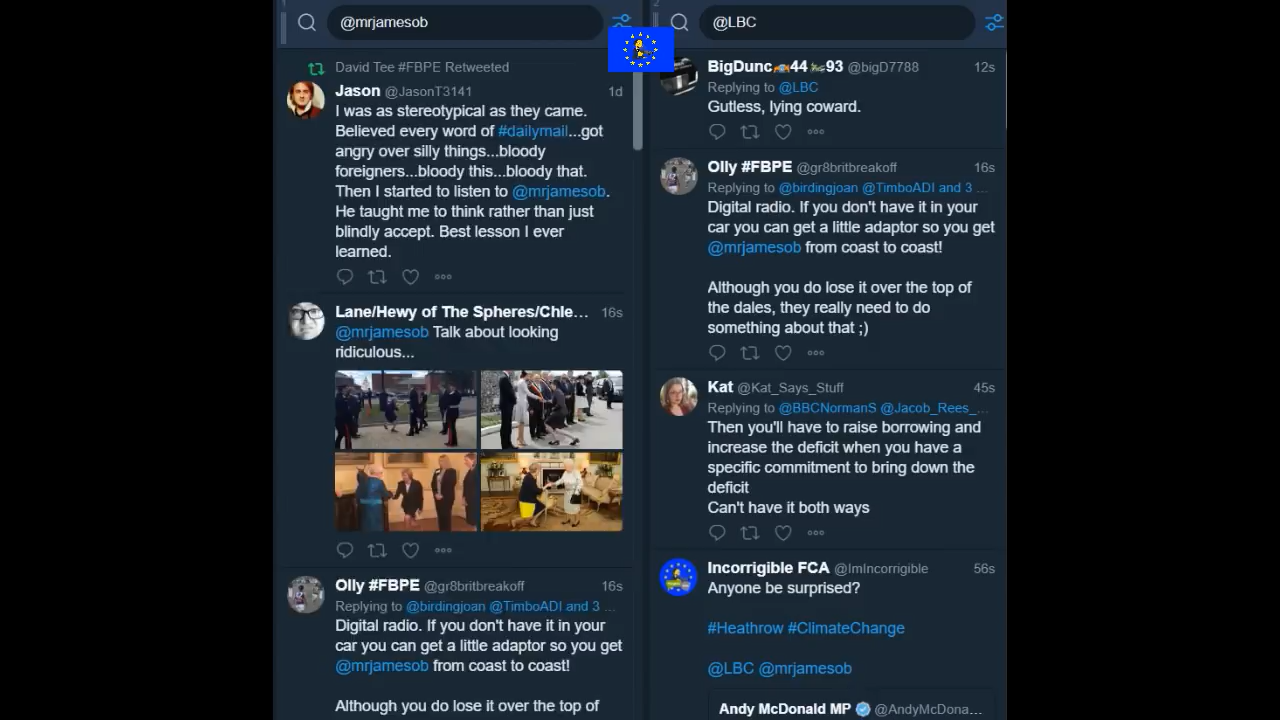 @mrjamesob
David Tee #FBPE Retweeted
Jason @JasonT3141 1d
I was as stereotypical as they came.
Believed every word of #dailymail...got
angry over silly things...bloody
foreigners...bloody this...bloody that.
Then I started to listen to @mrjamesob.
He taught me to think rather than just
blindly accept. Best lesson I ever
learned.
Lane/Hewy of The Spheres/Chle... 16s
@mrjamesob Talk about looking
ridiculous...
Olly #FBPE @gr8britbreakoff 16s
Replying to @birdingjoan @TimboADI and 3 ...
Digital radio. If you don't have it in your
car you can get a little adaptor so you get
@mrjamesob from coast to coast!
Although you do lose it over the top of
@LBC
BigDunc🚗44🐊93 @bigD7788 12s
Replying to @LBC
Gutless, lying coward.
Olly #FBPE @gr8britbreakoff 16s
Replying to @birdingjoan @TimboADI and 3 ...
Digital radio. If you don't have it in your
car you can get a little adaptor so you get
@mrjamesob from coast to coast!
Although you do lose it over the top of
the dales, they really need to do
something about that ;)
Kat @Kat_Says_Stuff 45s
Replying to @BBCNormanS @Jacob_Rees_...
Then you'll have to raise borrowing and
increase the deficit when you have a
specific commitment to bring down the
deficit
Can't have it both ways
Incorrigible FCA @ImIncorrigible 56s
Anyone be surprised?
#Heathrow #ClimateChange
@LBC @mrjamesob
Andy McDonald MP @AndyMcDona...